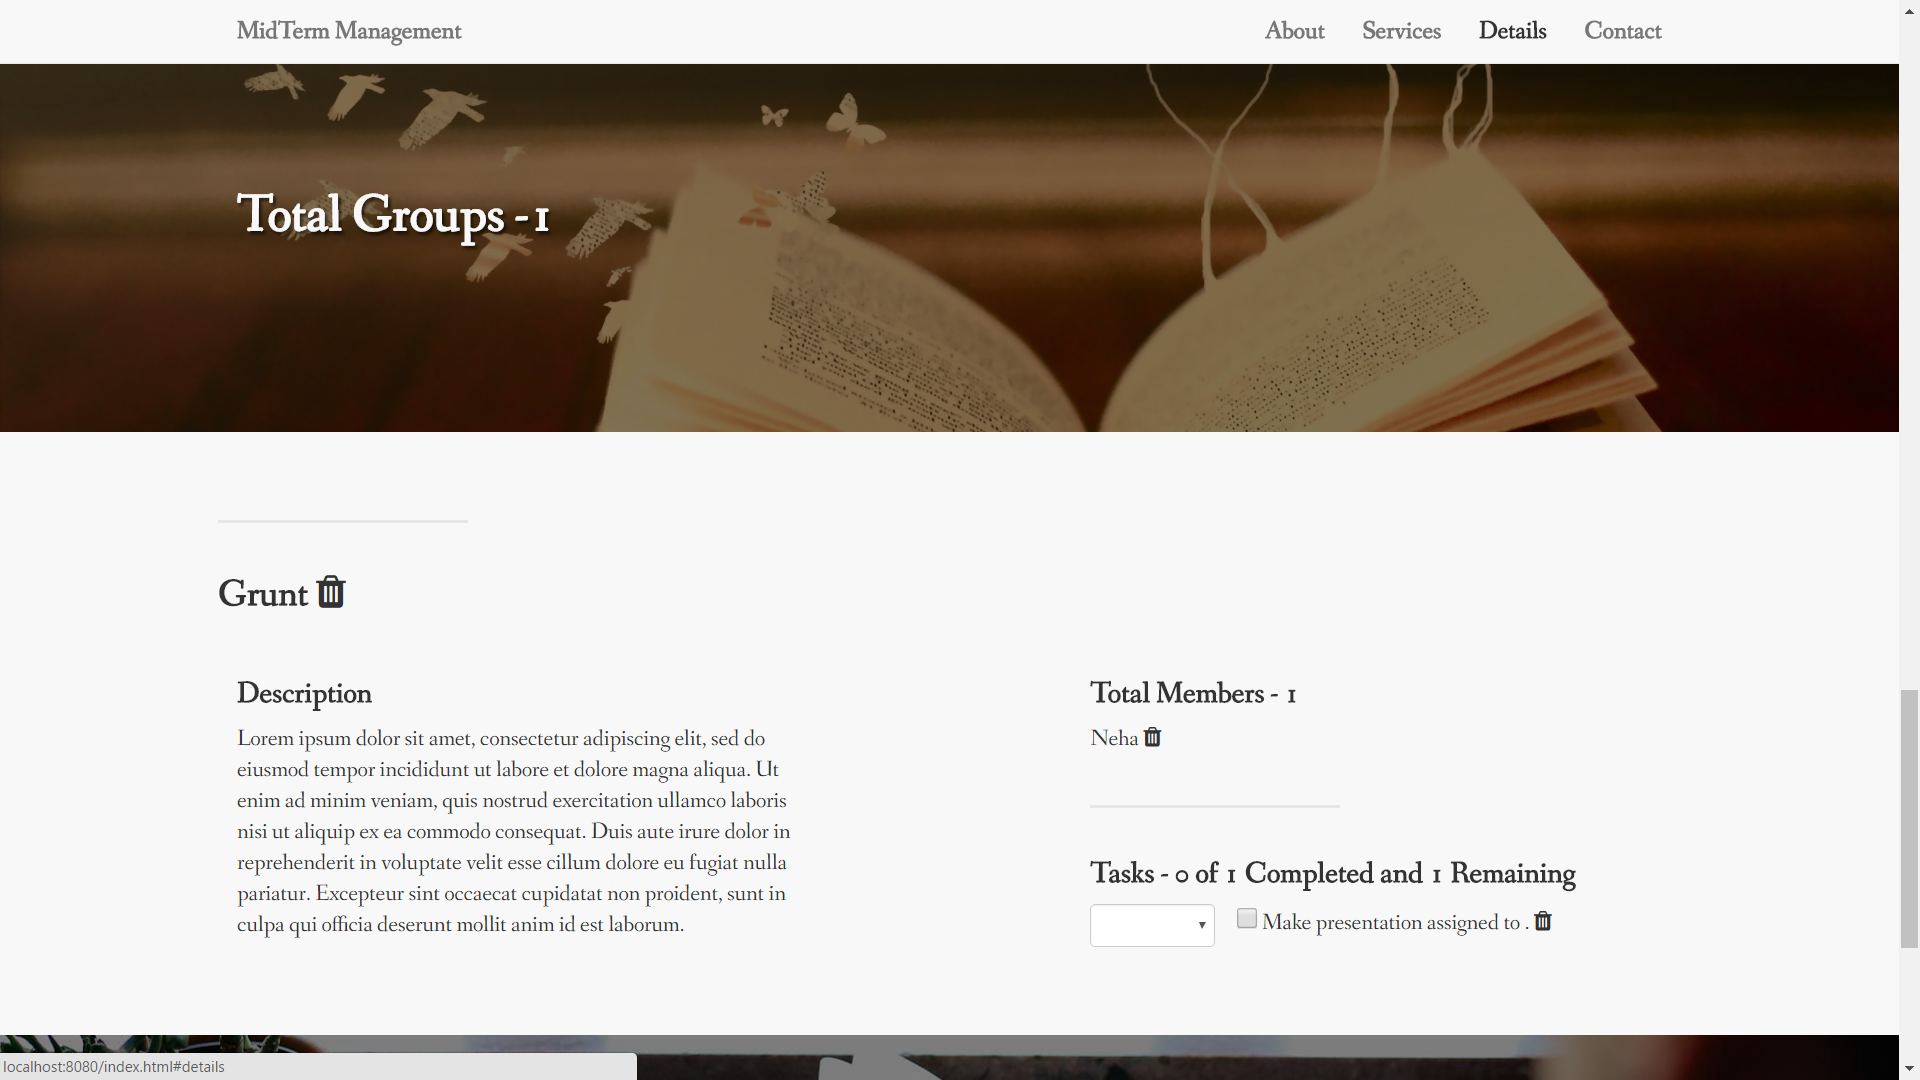 MidTerm Management
About Services Details Contact
Total Groups - 1
Grunt
Description
Lorem ipsum dolor sit amet, consectetur adipiscing elit, sed do
eiusmod tempor incididunt ut labore et dolore magna aliqua. Ut
enim ad minim veniam, quis nostrud exercitation ullamco laboris
nisi ut aliquip ex ea commodo consequat. Duis aute irure dolor in
reprehenderit in voluptate velit esse cillum dolore eu fugiat nulla
pariatur. Excepteur sint occaecat cupidatat non proident, sunt in
culpa qui officia deserunt mollit anim id est laborum.
Total Members - 1
Neha
Tasks - 0 of 1 Completed and 1 Remaining
Make presentation assigned to .
localhost:8080/index.html#details